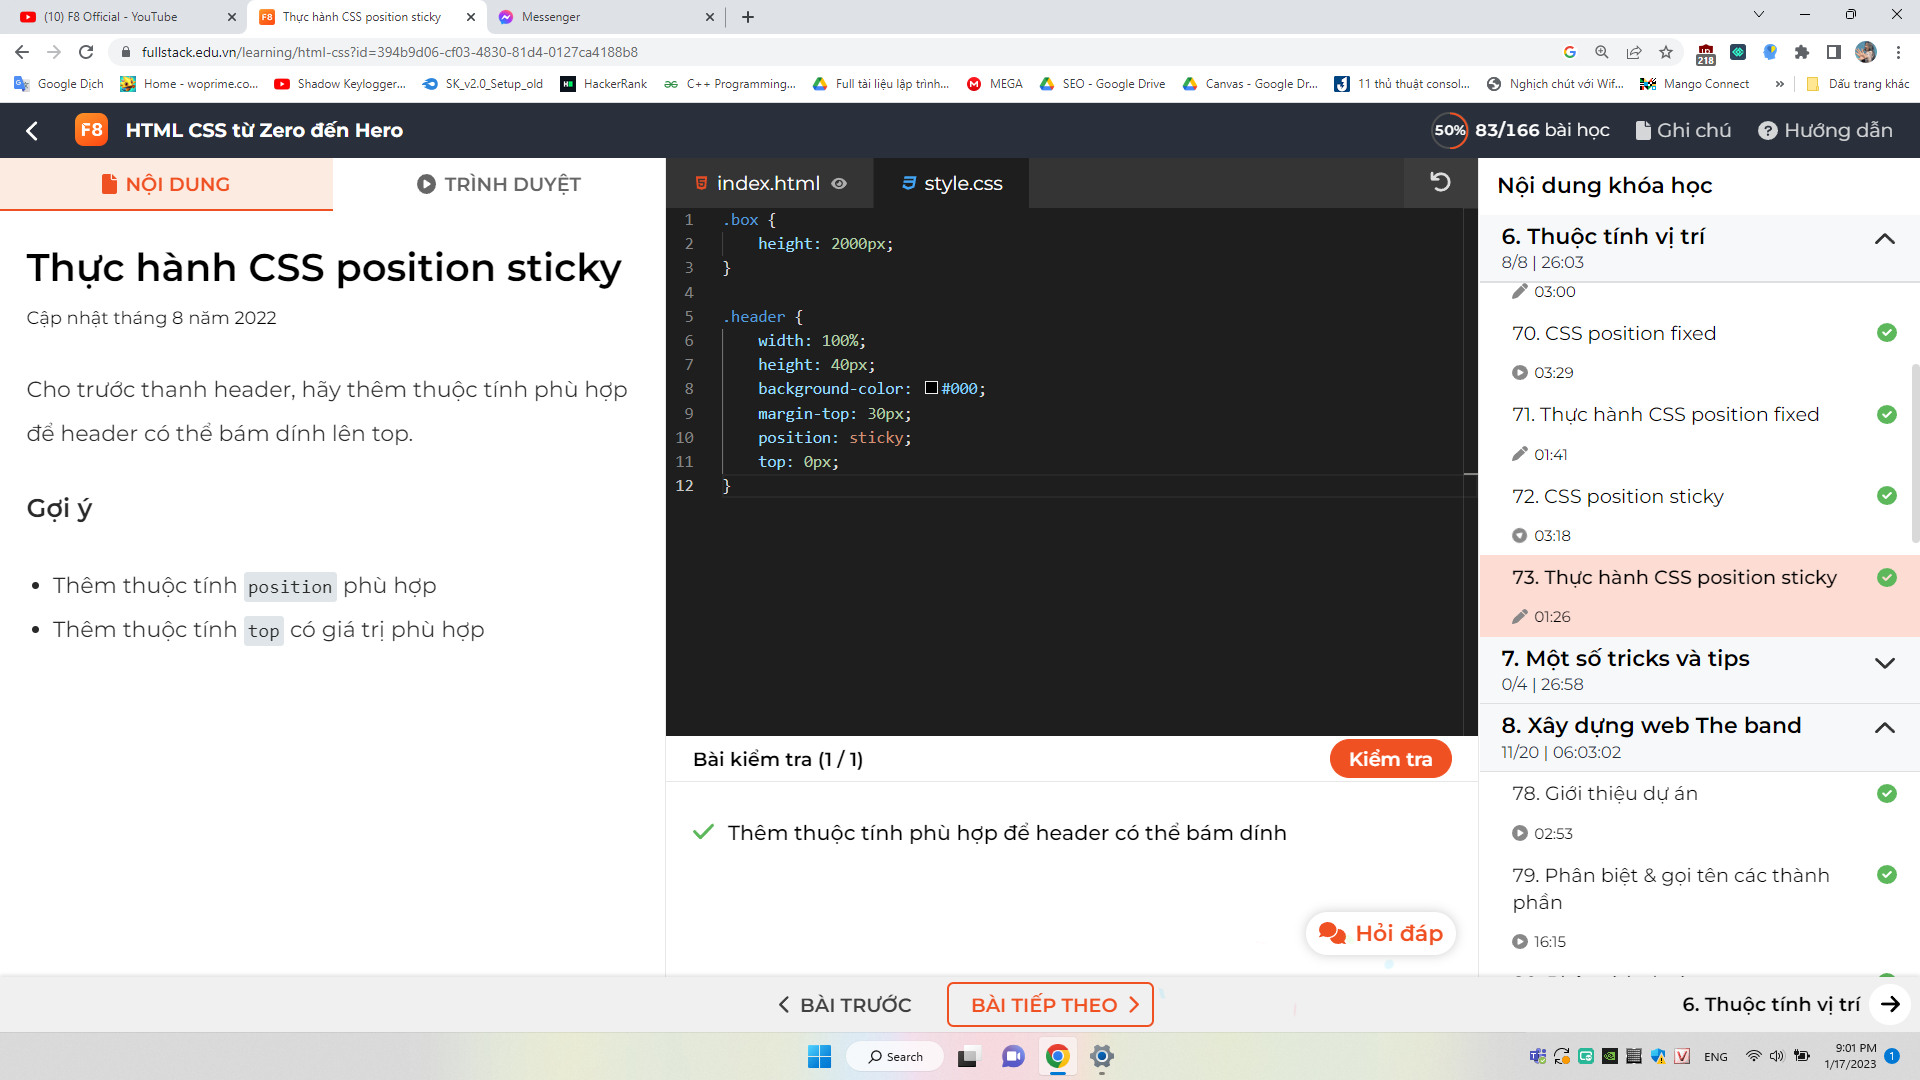 (10) F8 Official - YouTube
F8 Thực hành CSS position sticky
Messenger
fullstack.edu.vn/learning/html-css?id=394b9d06-cf03-4830-81d4-0127ca4188b8
218
Google Dịch
Home - woprime.co...
Shadow Keylogger...
SK_v2.0_Setup_old
HackerRank
C++ Programming...
Full tài liệu lập trình...
MEGA
SEO - Google Drive
Canvas - Google Dr...
11 thủ thuật consol...
Nghịch chút với Wif...
Mango Connect
»
Dấu trang khác
F8 HTML CSS từ Zero đến Hero
50% 83/166 bài học
Ghi chú
Hướng dẫn
NỘI DUNG
TRÌNH DUYỆT
Thực hành CSS position sticky
Cập nhật tháng 8 năm 2022
Cho trước thanh header, hãy thêm thuộc tính phù hợp
để header có thể bám dính lên top.
Gợi ý
• Thêm thuộc tính position phù hợp
• Thêm thuộc tính top có giá trị phù hợp
index.html
style.css
1 .box {
2 height: 2000px;
3 }
4
5 .header {
6 width: 100%;
7 height: 40px;
8 background-color: #000;
9 margin-top: 30px;
10 position: sticky;
11 top: 0px;
12 }
Bài kiểm tra (1 / 1)
Kiểm tra
Thêm thuộc tính phù hợp để header có thể bám dính
Hỏi đáp
Nội dung khóa học
6. Thuộc tính vị trí
8/8 | 26:03
03:00
70. CSS position fixed
03:29
71. Thực hành CSS position fixed
01:41
72. CSS position sticky
03:18
73. Thực hành CSS position sticky
01:26
7. Một số tricks và tips
0/4 | 26:58
8. Xây dựng web The band
11/20 | 06:03:02
78. Giới thiệu dự án
02:53
79. Phân biệt & gọi tên các thành
phần
16:15
BÀI TRƯỚC
BÀI TIẾP THEO
6. Thuộc tính vị trí
Search
ENG
9:01 PM
1/17/2023
1